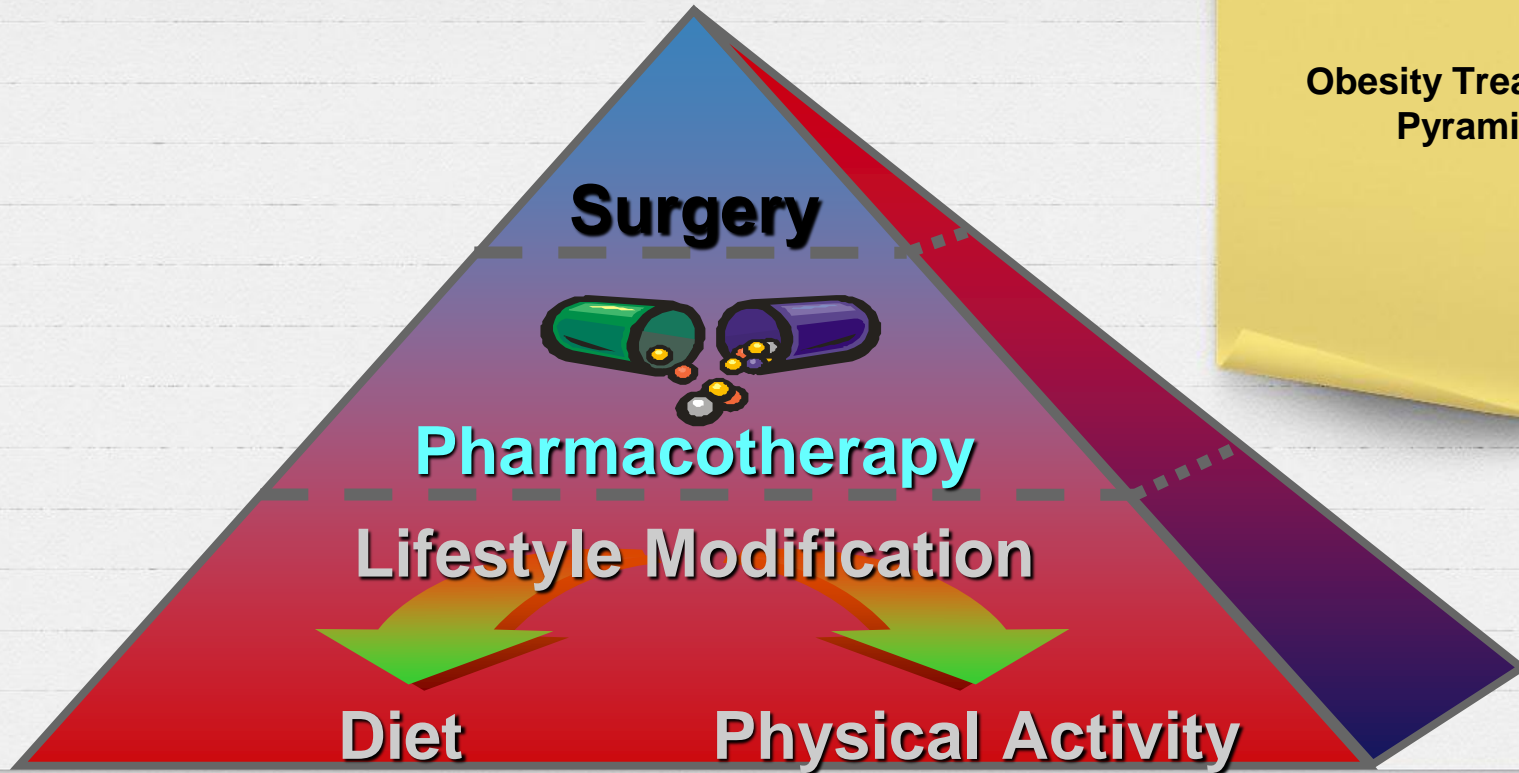 Obesity Trea
Pyrami
Surgery
Pharmacotherapy
Lifestyle Modification
Diet
Physical Activity